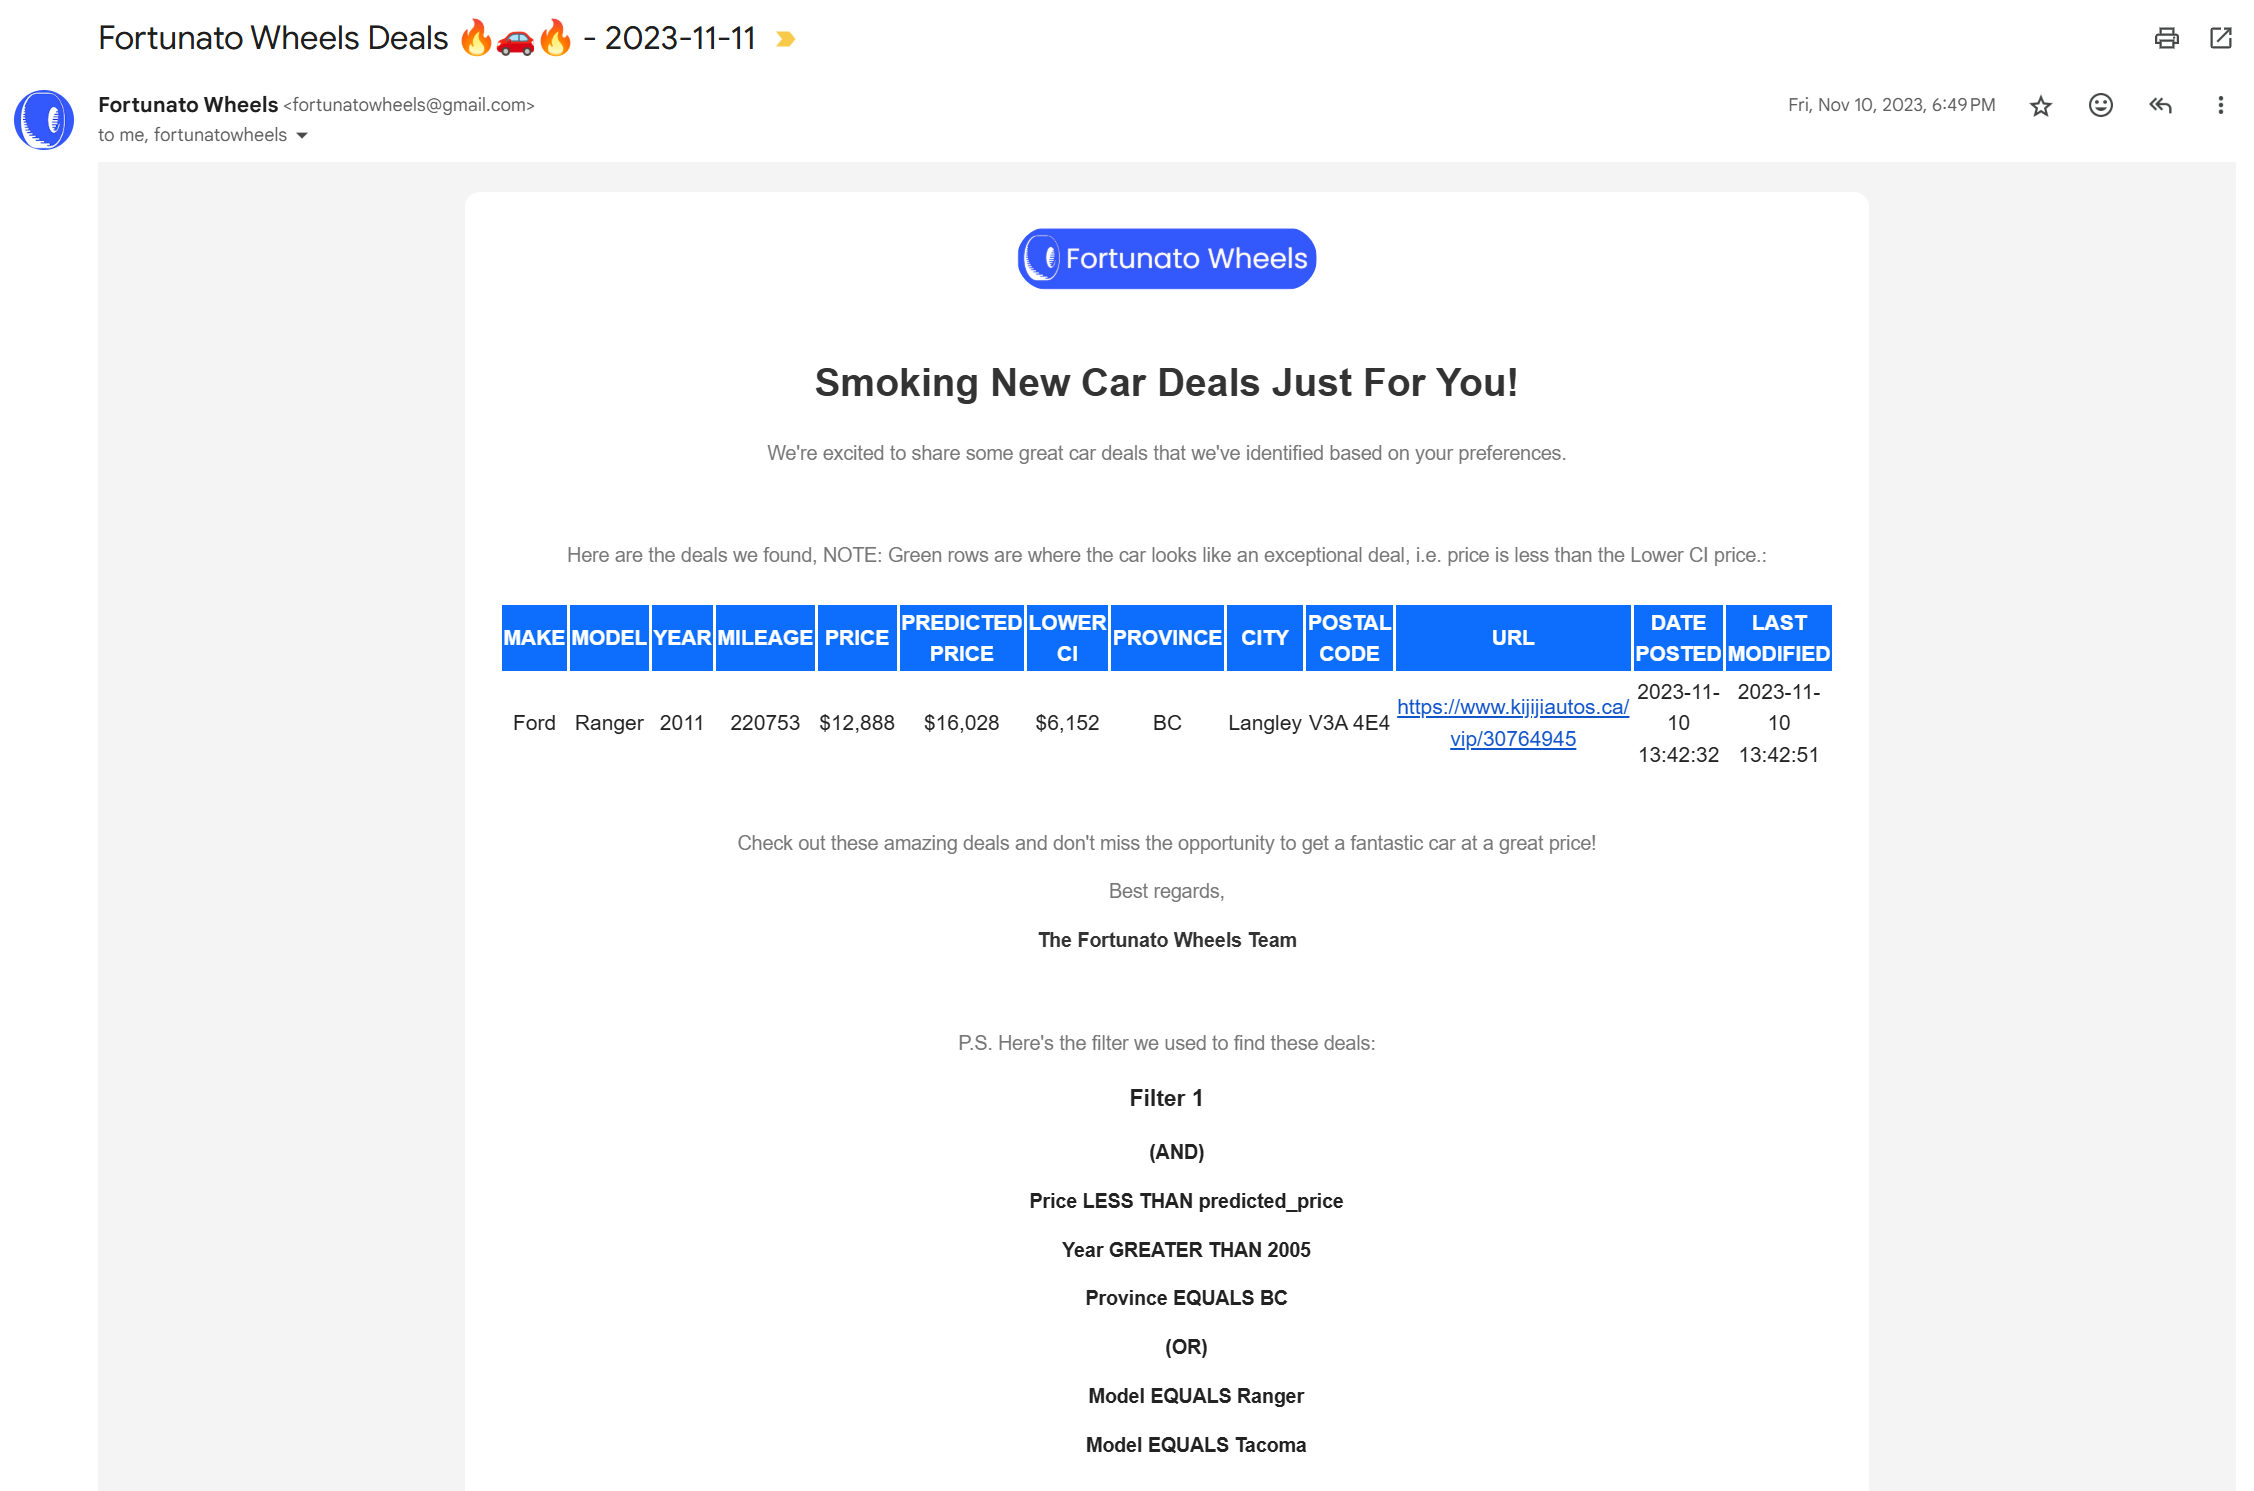 Fortunato Wheels Deals 🔥🚗🔥 - 2023-11-11
Fortunato Wheels <fortunatowheels@gmail.com>
Fri, Nov 10, 2023, 6:49 PM
to me, fortunatowheels
Fortunato Wheels
Smoking New Car Deals Just For You!
We're excited to share some great car deals that we've identified based on your preferences.
Here are the deals we found, NOTE: Green rows are where the car looks like an exceptional deal, i.e. price is less than the Lower CI price.:
MAKE MODEL YEAR MILEAGE PRICE PREDICTED PRICE LOWER CI PROVINCE CITY POSTAL CODE URL DATE POSTED LAST MODIFIED
Ford Ranger 2011 220753 $12,888 $16,028 $6,152 BC Langley V3A 4E4 https://www.kijijiautos.ca/vip/30764945 2023-11-10 13:42:32 2023-11-10 13:42:51
Check out these amazing deals and don't miss the opportunity to get a fantastic car at a great price!
Best regards,
The Fortunato Wheels Team
P.S. Here's the filter we used to find these deals:
Filter 1
(AND)
Price LESS THAN predicted_price
Year GREATER THAN 2005
Province EQUALS BC
(OR)
Model EQUALS Ranger
Model EQUALS Tacoma